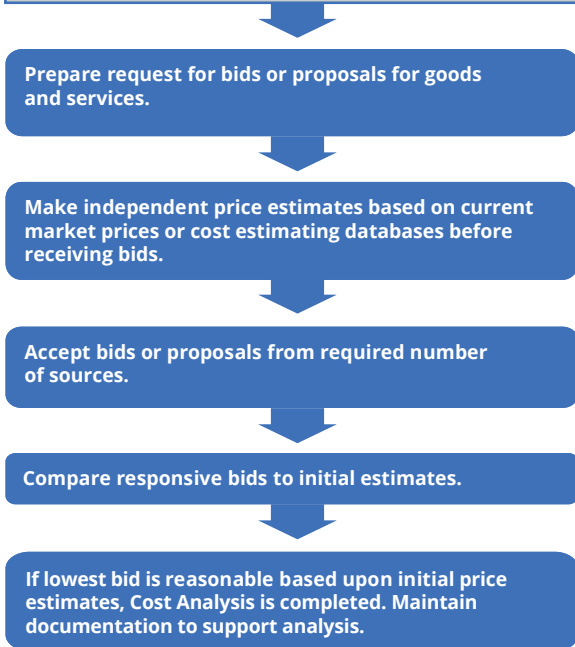 Prepare request for bids or proposals for goods
and services.
Make independent price estimates based on current
market prices or cost estimating databases before
receiving bids.
Accept bids or proposals from required number
of sources.
Compare responsive bids to initial estimates.
If lowest bid is reasonable based upon initial price
estimates, Cost Analysis is completed. Maintain
documentation to support analysis.